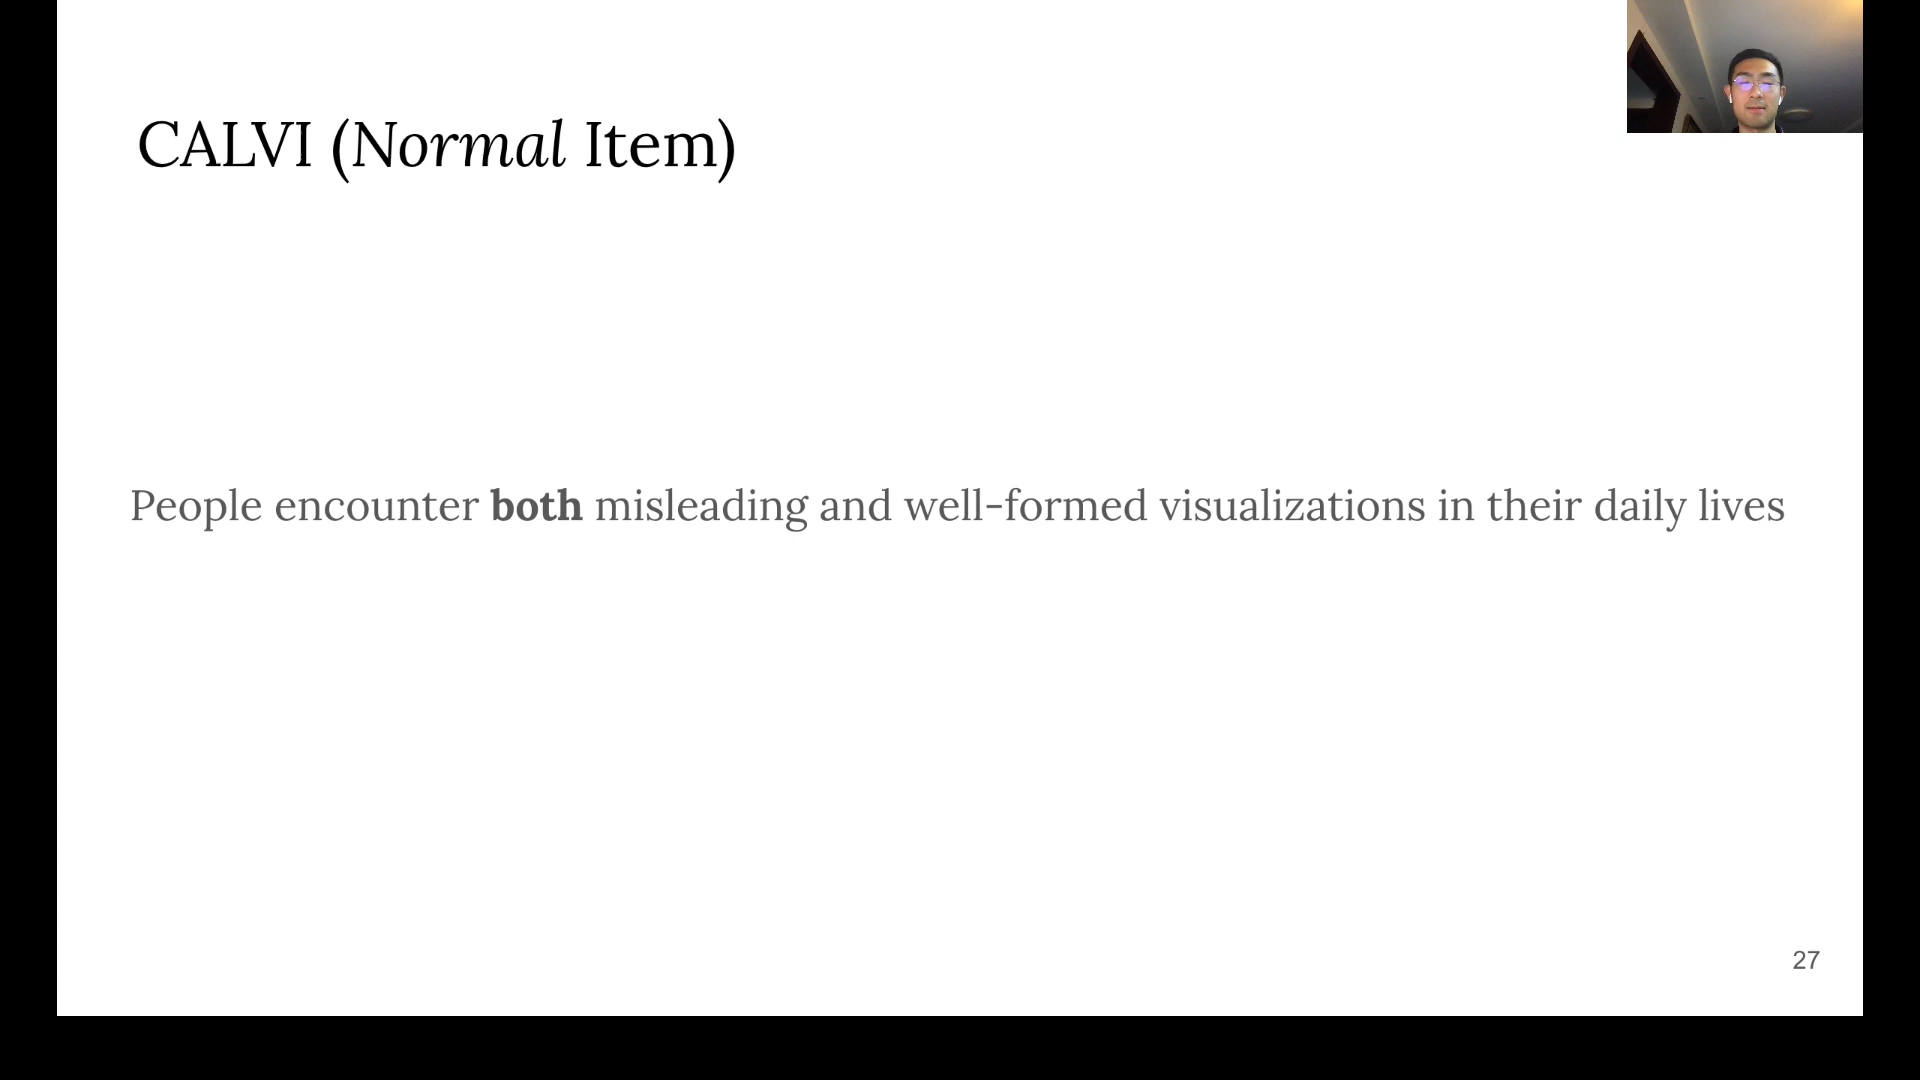 CALVI (Normal Item)
People encounter both misleading and well-formed visualizations in their daily lives
27